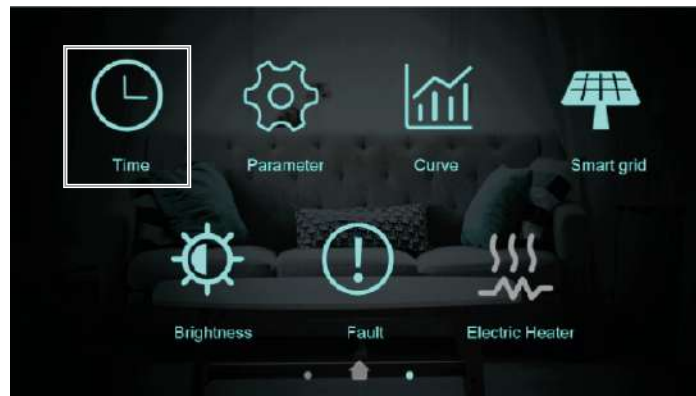 Time
Parameter
Curve
Smart grid
Brightness
Fault
Electric Heater